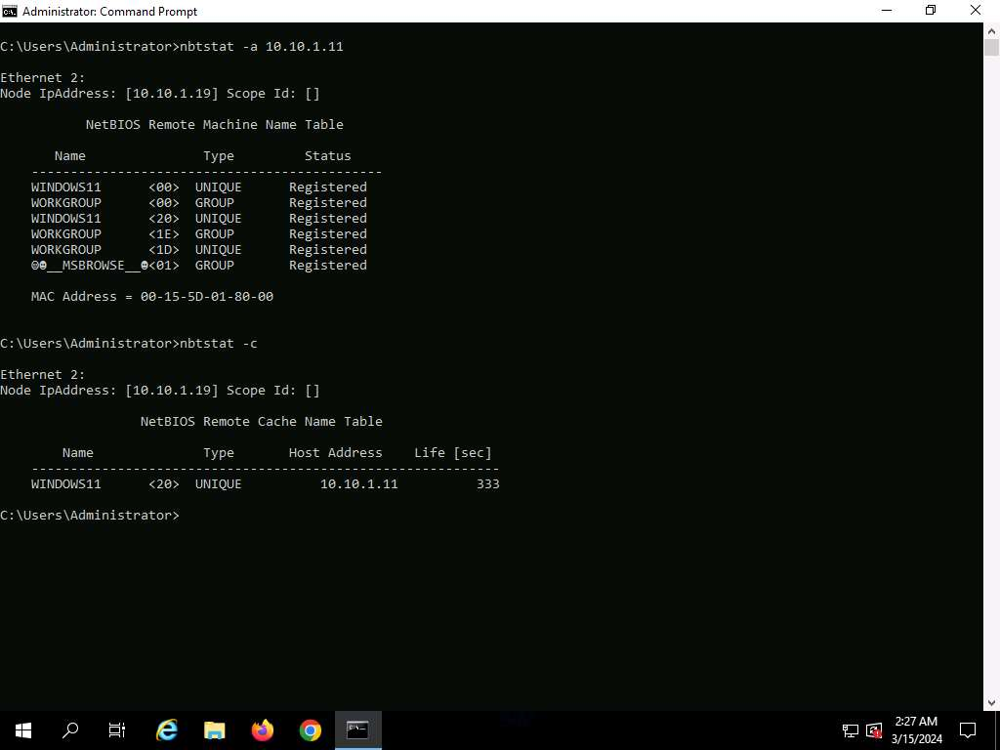 Administrator: Command Prompt
C:\Users\Administrator>nbtstat -a 10.10.1.11
Ethernet 2:
Node IpAddress: [10.10.1.19] Scope Id: []
NetBIOS Remote Machine Name Table
Name Type Status
---------------------------------------------
WINDOWS11 <00> UNIQUE Registered
WORKGROUP <00> GROUP Registered
WINDOWS11 <20> UNIQUE Registered
WORKGROUP <1E> GROUP Registered
WORKGROUP <1D> UNIQUE Registered
☺☻__MSBROWSE__☻<01> GROUP Registered
MAC Address = 00-15-5D-01-80-00
C:\Users\Administrator>nbtstat -c
Ethernet 2:
Node IpAddress: [10.10.1.19] Scope Id: []
NetBIOS Remote Cache Name Table
Name Type Host Address Life [sec]
------------------------------------------------------------
WINDOWS11 <20> UNIQUE 10.10.1.11 333
C:\Users\Administrator>
2:27 AM
3/15/2024